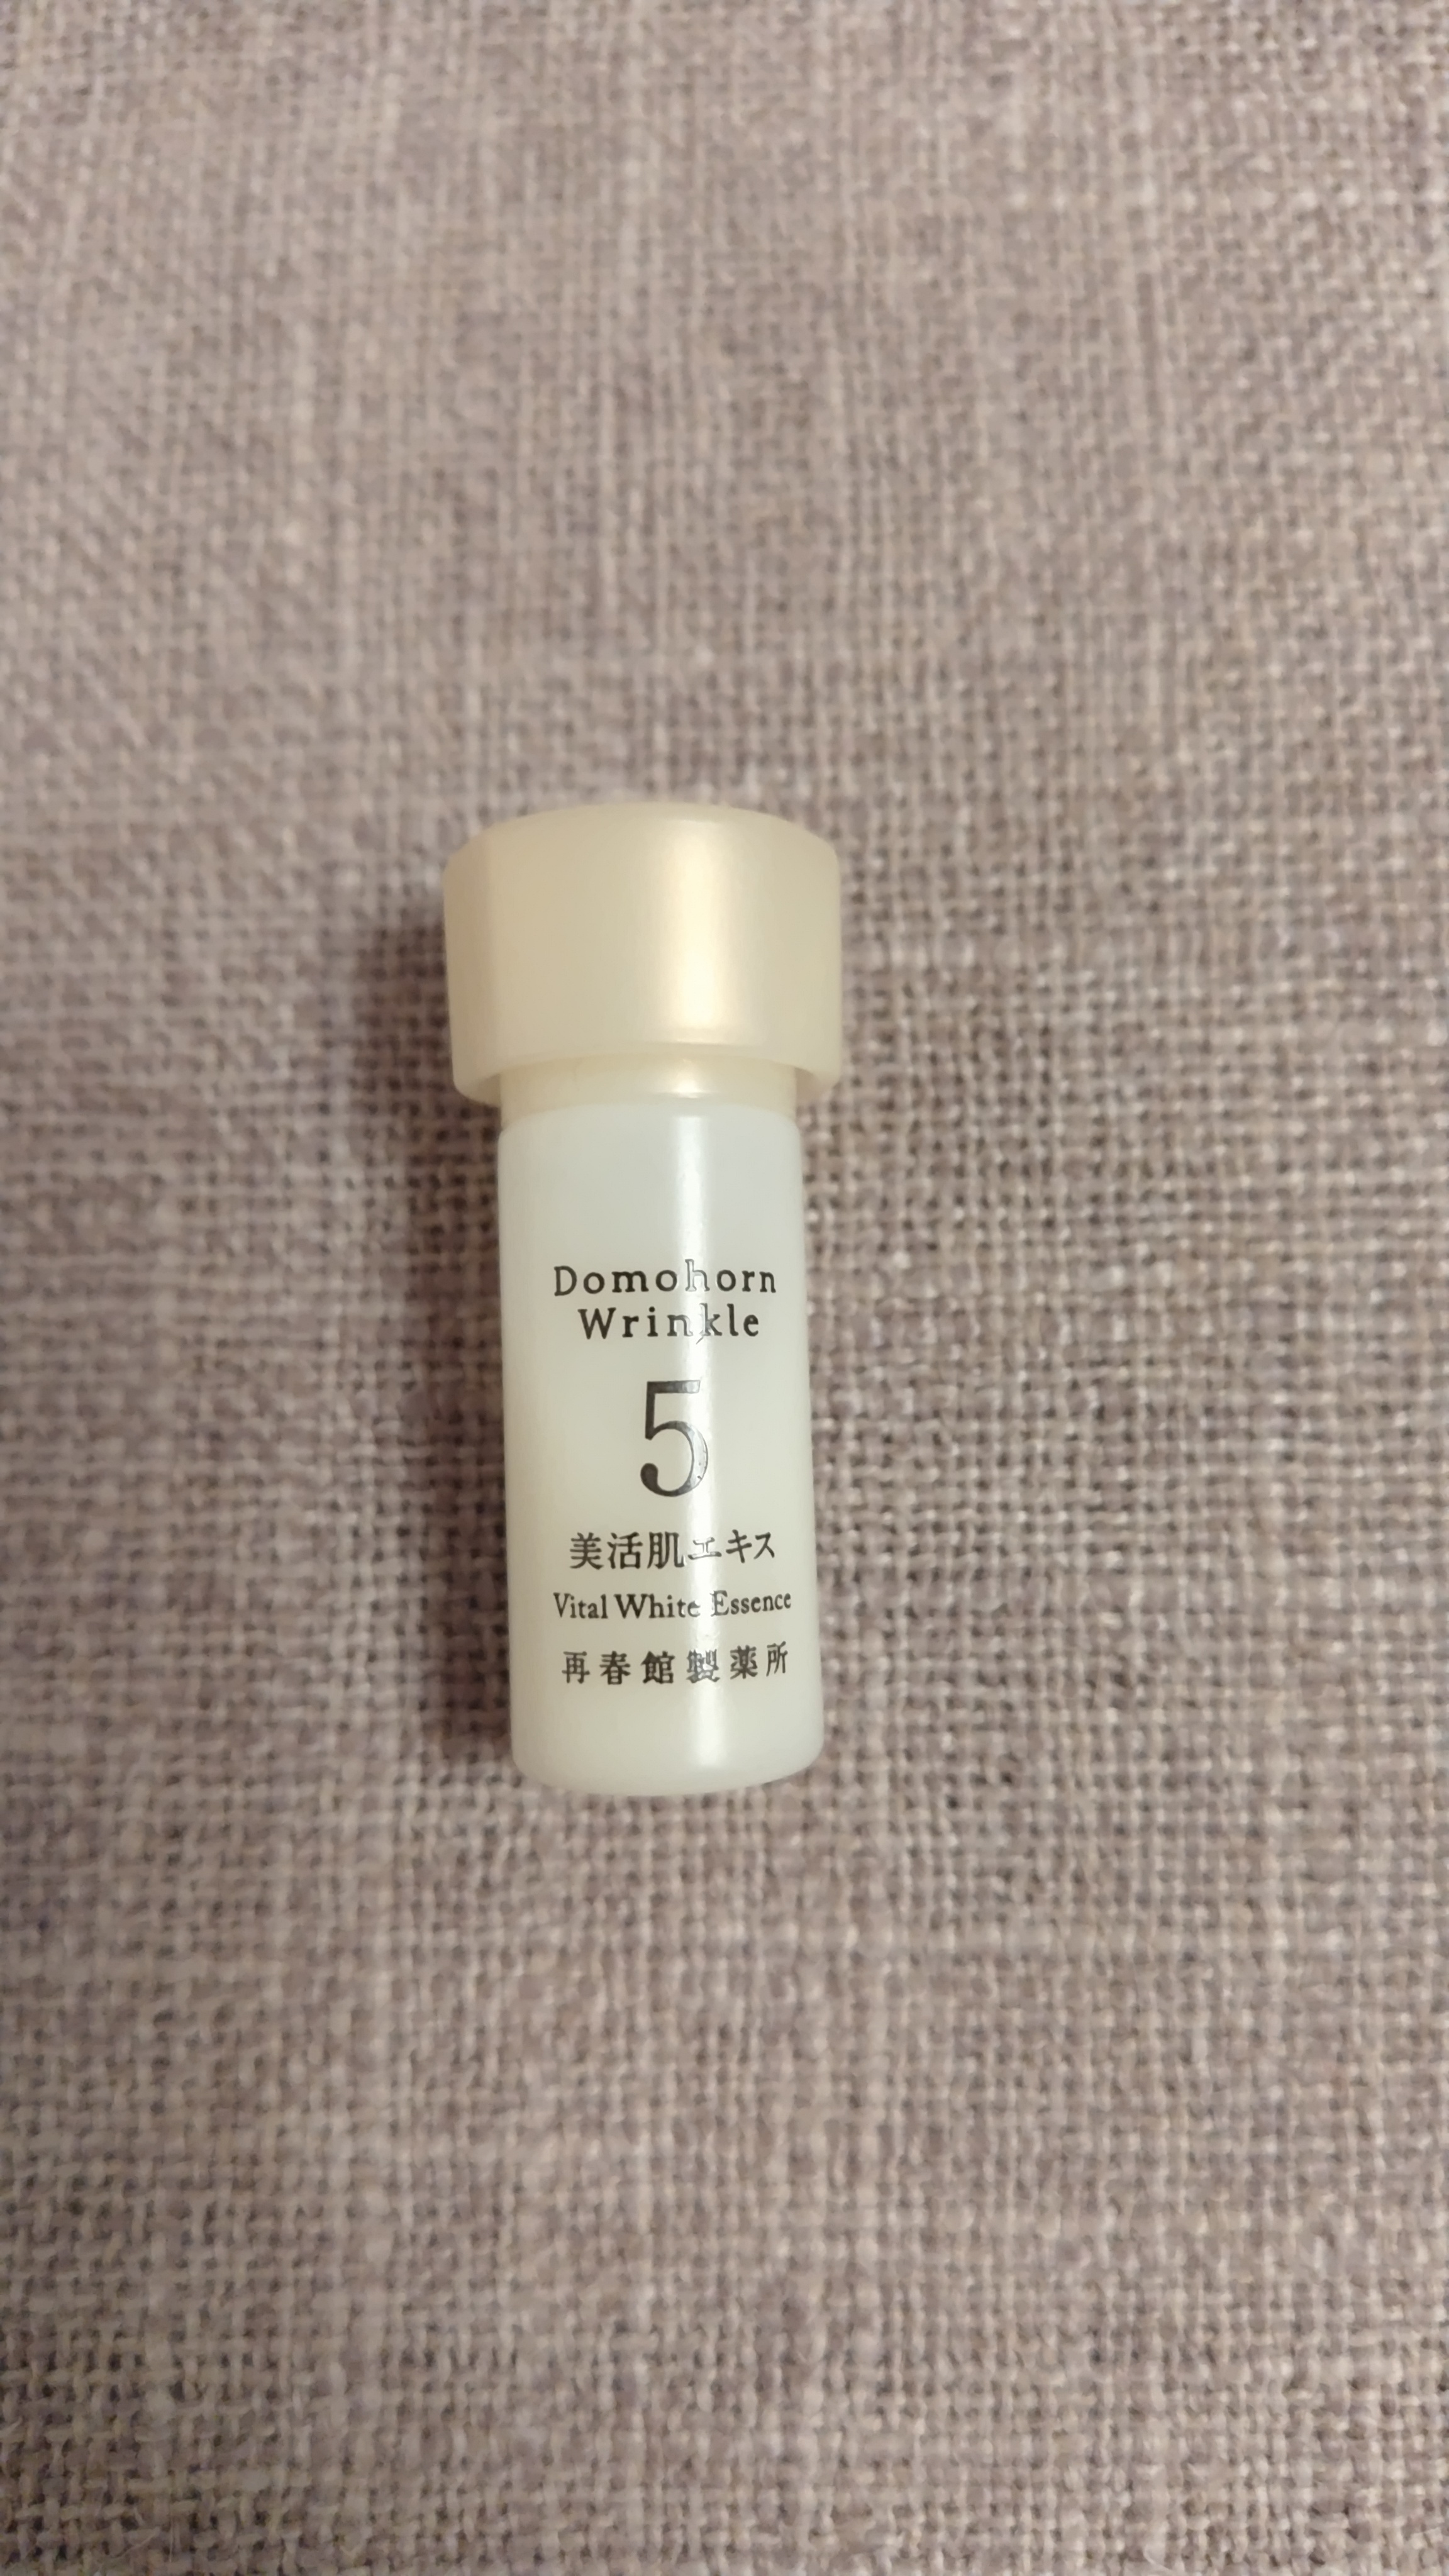 Domohorn
Wrinkle
5
美活肌エキス
Vital White Essence
再春館製薬所